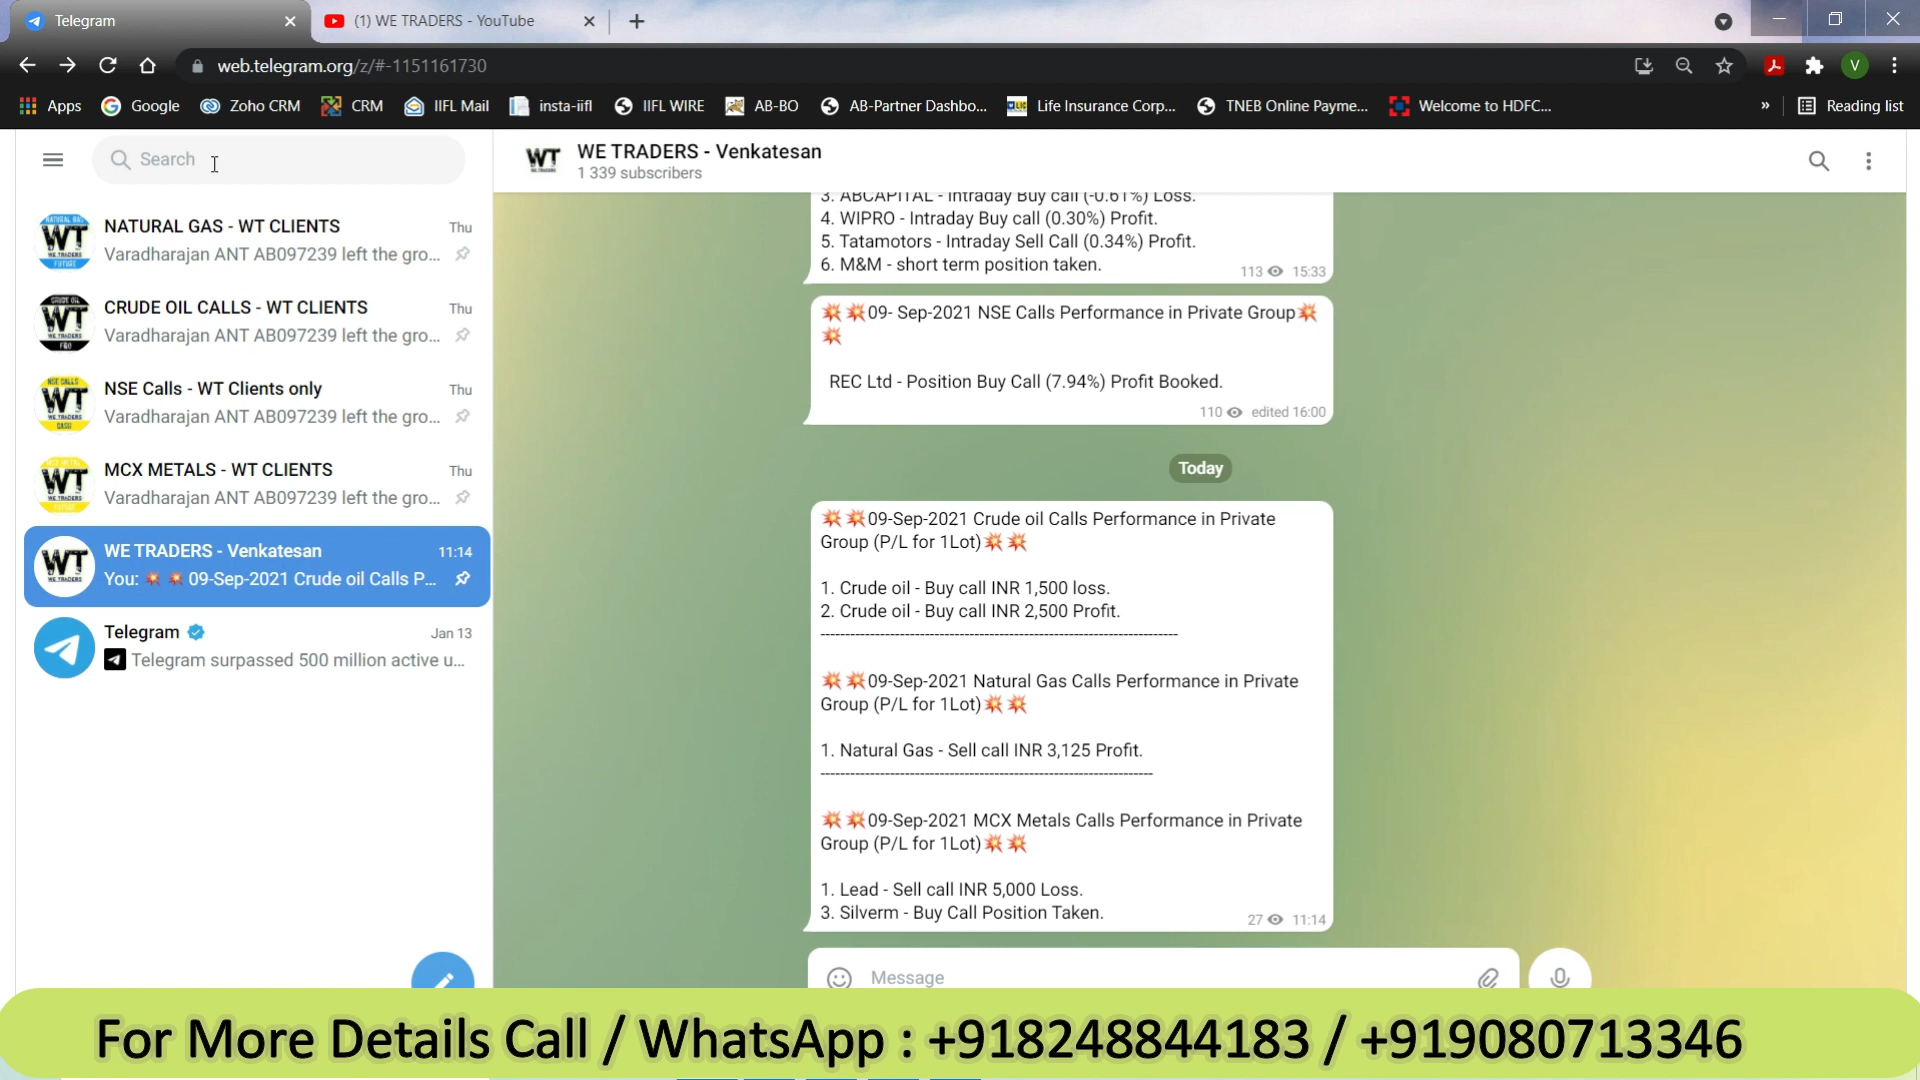 Telegram
(1) WE TRADERS - YouTube
web.telegram.org/z/#-1151161730
V
Apps
Google
Zoho CRM
CRM
IIFL Mail
insta-iifl
IIFL WIRE
AB-BO
AB-Partner Dashbo...
Life Insurance Corp...
TNEB Online Payme...
Welcome to HDFC...
»
Reading list
Search
NATURAL GAS - WT CLIENTS
Thu
Varadharajan ANT AB097239 left the gro...
CRUDE OIL CALLS - WT CLIENTS
Thu
Varadharajan ANT AB097239 left the gro...
NSE Calls - WT Clients only
Thu
Varadharajan ANT AB097239 left the gro...
MCX METALS - WT CLIENTS
Thu
Varadharajan ANT AB097239 left the gro...
WE TRADERS - Venkatesan
11:14
You: 💥 💥 09-Sep-2021 Crude oil Calls P...
Telegram
Jan 13
Telegram surpassed 500 million active u...
WT
WE TRADERS - Venkatesan
1 339 subscribers
3. ABCAPITAL - Intraday Buy call (-0.61%) Loss.
4. WIPRO - Intraday Buy call (0.30%) Profit.
5. Tatamotors - Intraday Sell Call (0.34%) Profit.
6. M&M - short term position taken.
113 15:33
💥💥09- Sep-2021 NSE Calls Performance in Private Group💥
💥
REC Ltd - Position Buy Call (7.94%) Profit Booked.
110 edited 16:00
Today
💥💥09-Sep-2021 Crude oil Calls Performance in Private
Group (P/L for 1Lot)💥💥
1. Crude oil - Buy call INR 1,500 loss.
2. Crude oil - Buy call INR 2,500 Profit.
-----------------------------------------------------------------------
💥💥09-Sep-2021 Natural Gas Calls Performance in Private
Group (P/L for 1Lot)💥💥
1. Natural Gas - Sell call INR 3,125 Profit.
------------------------------------------------------------------
💥💥09-Sep-2021 MCX Metals Calls Performance in Private
Group (P/L for 1Lot)💥💥
1. Lead - Sell call INR 5,000 Loss.
3. Silverm - Buy Call Position Taken.
27 11:14
Message
For More Details Call / WhatsApp : +918248844183 / +919080713346